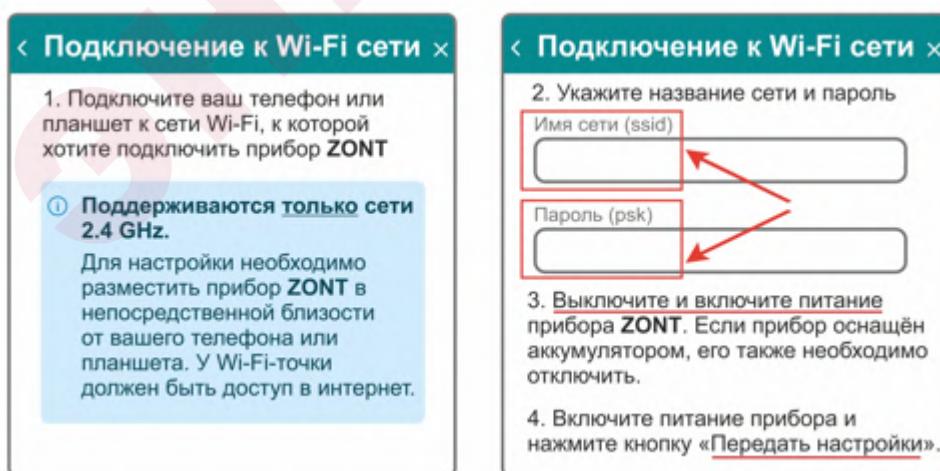 Подключение к Wi-Fi сети
1. Подключите ваш телефон или
планшет к сети Wi-Fi, к которой
хотите подключить прибор ZONT
Поддерживаются только сети
2.4 GHz.
Для настройки необходимо
разместить прибор ZONT в
непосредственной близости
от вашего телефона или
планшета. У Wi-Fi-точки
должен быть доступ в интернет.
Подключение к Wi-Fi сети
2. Укажите название сети и пароль
Имя сети (ssid)
Пароль (psk)
3. Выключите и включите питание
прибора ZONT. Если прибор оснащён
аккумулятором, его также необходимо
отключить.
4. Включите питание прибора и
нажмите кнопку «Передать настройки».